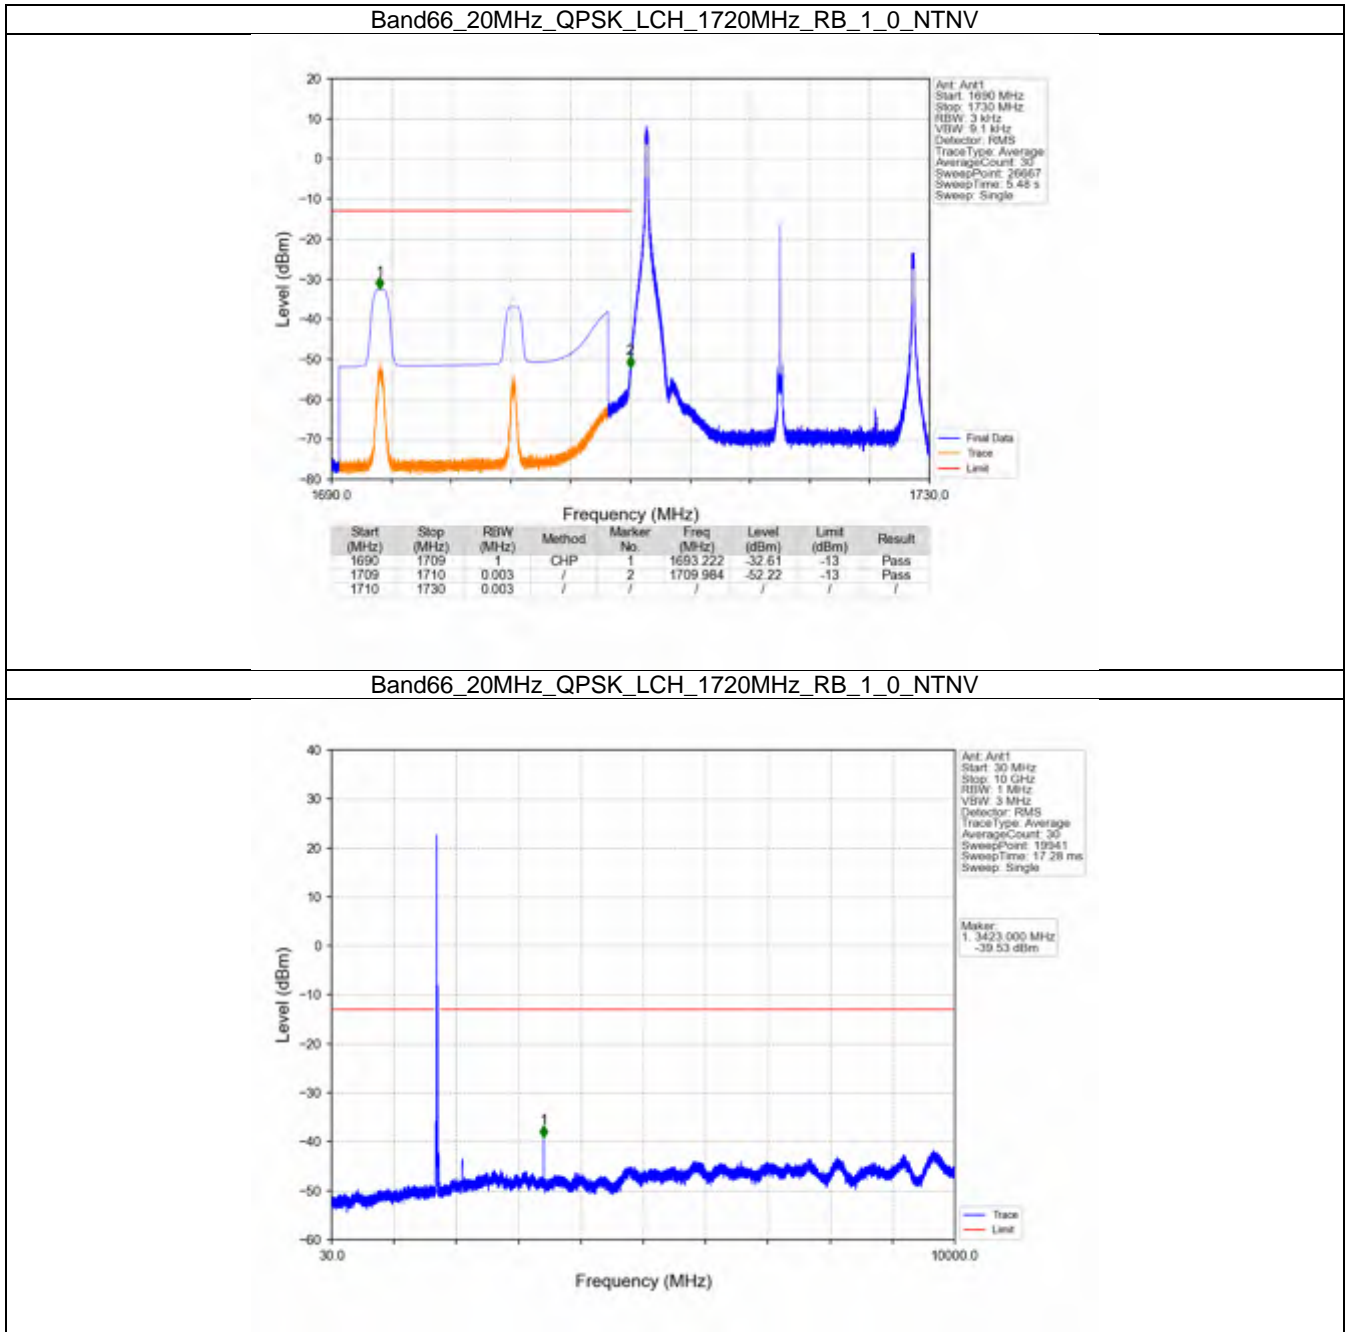 Band66_20MHz_QPSK_LCH_1720MHz_RB_1_0_NTNV
20
10
0
−10
−20
−30
−40
−50
−60
−70
−80
Level (dBm)
1
2
1690.0
1730.0
Frequency (MHz)
Ant: Ant1
Start: 1690 MHz
Stop: 1730 MHz
RBW: 3 kHz
VBW: 9.1 kHz
Detector: RMS
TraceType: Average
AverageCount: 30
SweepPoint: 26667
SweepTime: 5.48 s
Sweep: Single
Final Data
Trace
Limit
Start (MHz) Stop (MHz) RBW (MHz) Method Marker No. Freq (MHz) Level (dBm) Limit (dBm) Result
1690 1709 1 CHP 1 1693.222 -32.61 -13 Pass
1709 1710 0.003 / 2 1709.984 -52.22 -13 Pass
1710 1730 0.003 / / / / / /
Band66_20MHz_QPSK_LCH_1720MHz_RB_1_0_NTNV
40
30
20
10
0
−10
−20
−30
−40
−50
−60
Level (dBm)
1
30.0
10000.0
Frequency (MHz)
Ant: Ant1
Start: 30 MHz
Stop: 10 GHz
RBW: 1 MHz
VBW: 3 MHz
Detector: RMS
TraceType: Average
AverageCount: 30
SweepPoint: 19941
SweepTime: 17.28 ms
Sweep: Single
Maker:
1. 3423.000 MHz
-39.53 dBm
Trace
Limit